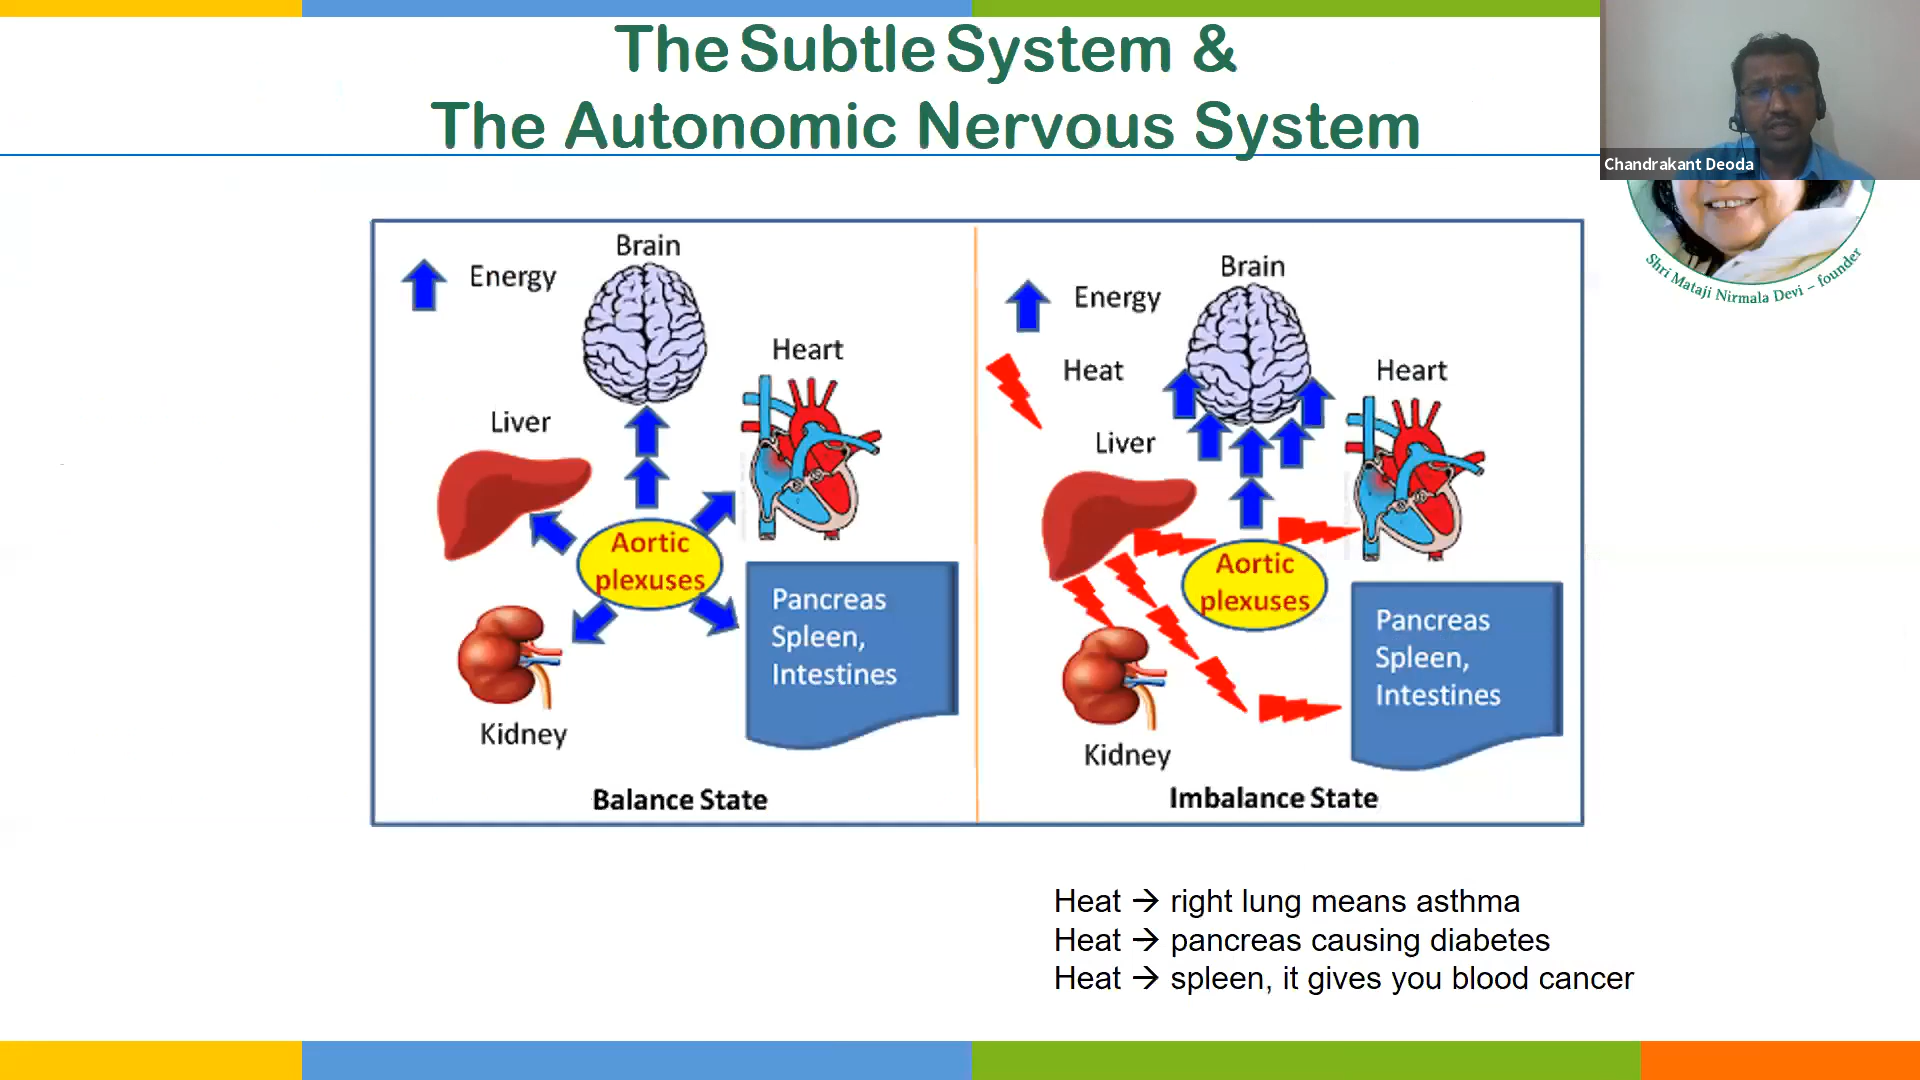 The Subtle System &
The Autonomic Nervous System
Chandrakant Deoda
Shri Mataji Nirmala Devi – founder
Brain
Energy
Heart
Liver
Aortic
plexuses
Pancreas
Spleen,
Intestines
Kidney
Balance State
Brain
Energy
Heat
Heart
Liver
Aortic
plexuses
Pancreas
Spleen,
Intestines
Kidney
Imbalance State
Heat → right lung means asthma
Heat → pancreas causing diabetes
Heat → spleen, it gives you blood cancer